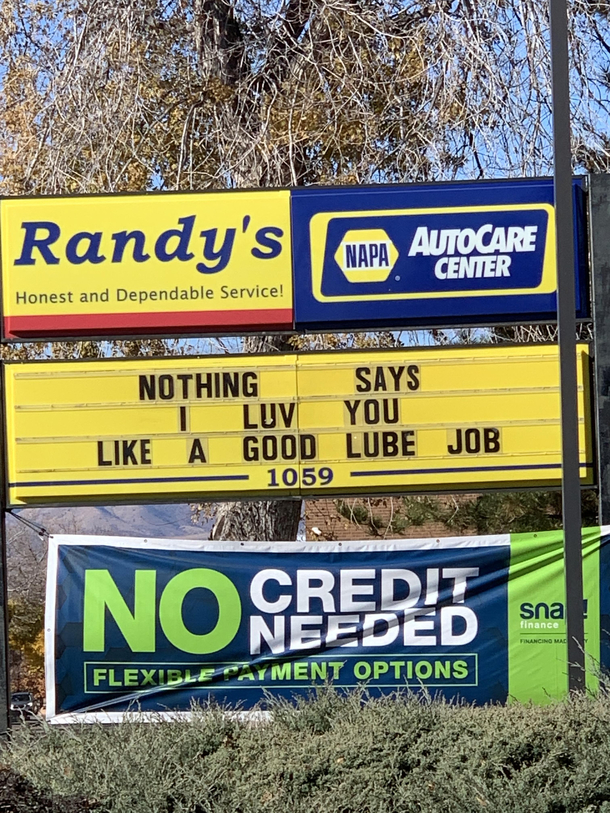 Randy's
Honest and Dependable Service!
NAPA
AUTOCARE
CENTER
NOTHING SAYS
I LUV YOU
LIKE A GOOD LUBE JOB
1059
NO CREDIT
NEEDED
FLEXIBLE PAYMENT OPTIONS
finance
FINANCING